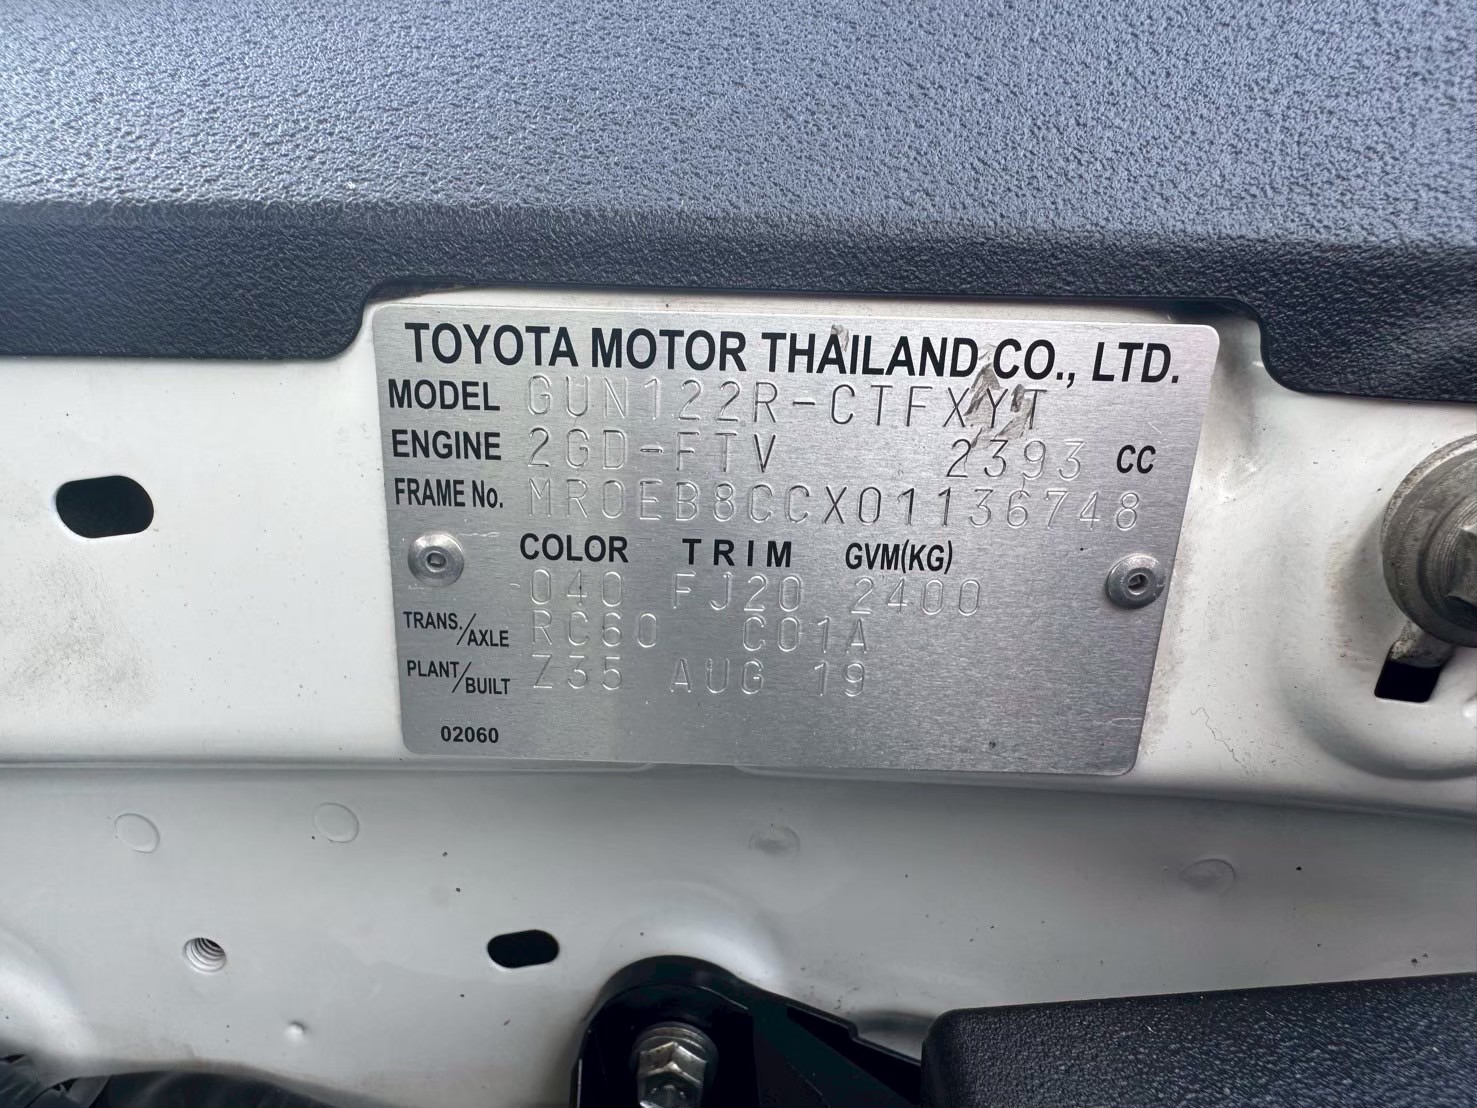 TOYOTA MOTOR THAILAND CO., LTD.
MODEL GUN122R-CTFXYT
ENGINE 2GD-FTV 2393 CC
FRAME No. MR0EB8CCX01136748
COLOR TRIM GVM(KG)
040 FJ20 2400
TRANS./AXLE RC60 C01A
PLANT/BUILT Z35 AUG 19
02060